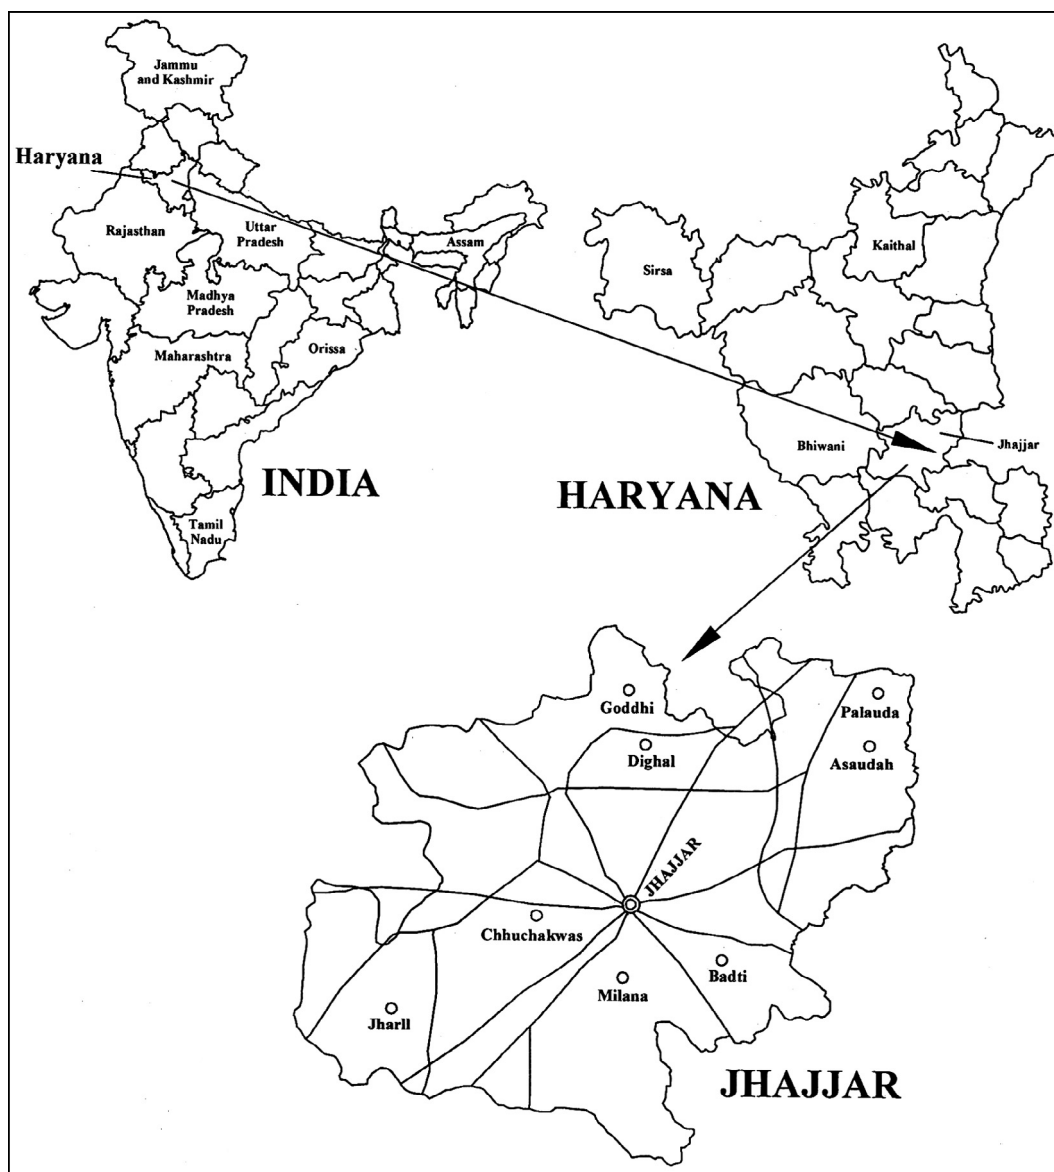 Jammu
and Kashmir
Haryana
Rajasthan
Uttar
Pradesh
Assam
Madhya
Pradesh
Maharashtra
Orissa
Tamil
Nadu
INDIA
Sirsa
Kaithal
Bhiwani
Jhajjar
HARYANA
Goddhi
Dighal
Palauda
Asaudah
JHAJJAR
Chhuchakwas
Badti
Milana
Jharll
JHAJJAR